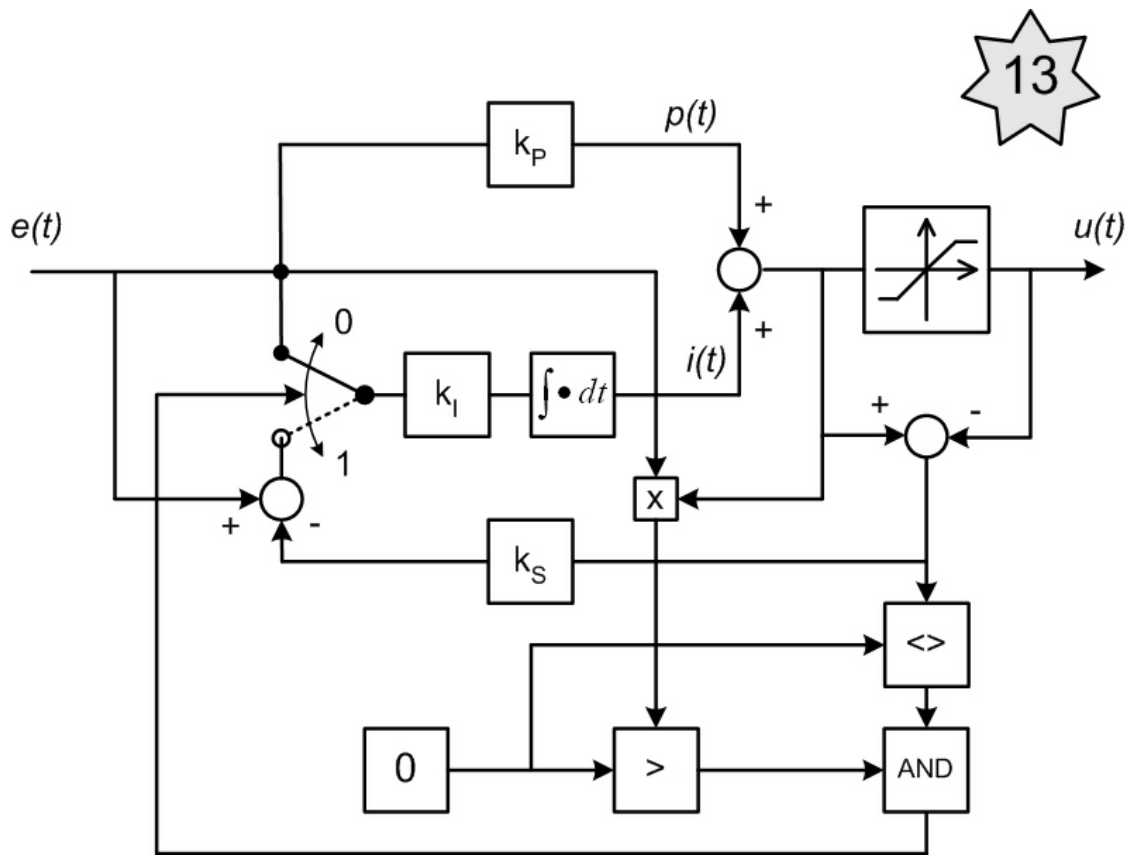 13
p(t)
k_P
+
e(t)
u(t)
0
+
k_I
∫ • dt
i(t)
+
-
1
x
+
-
k_S
<>
0
>
AND